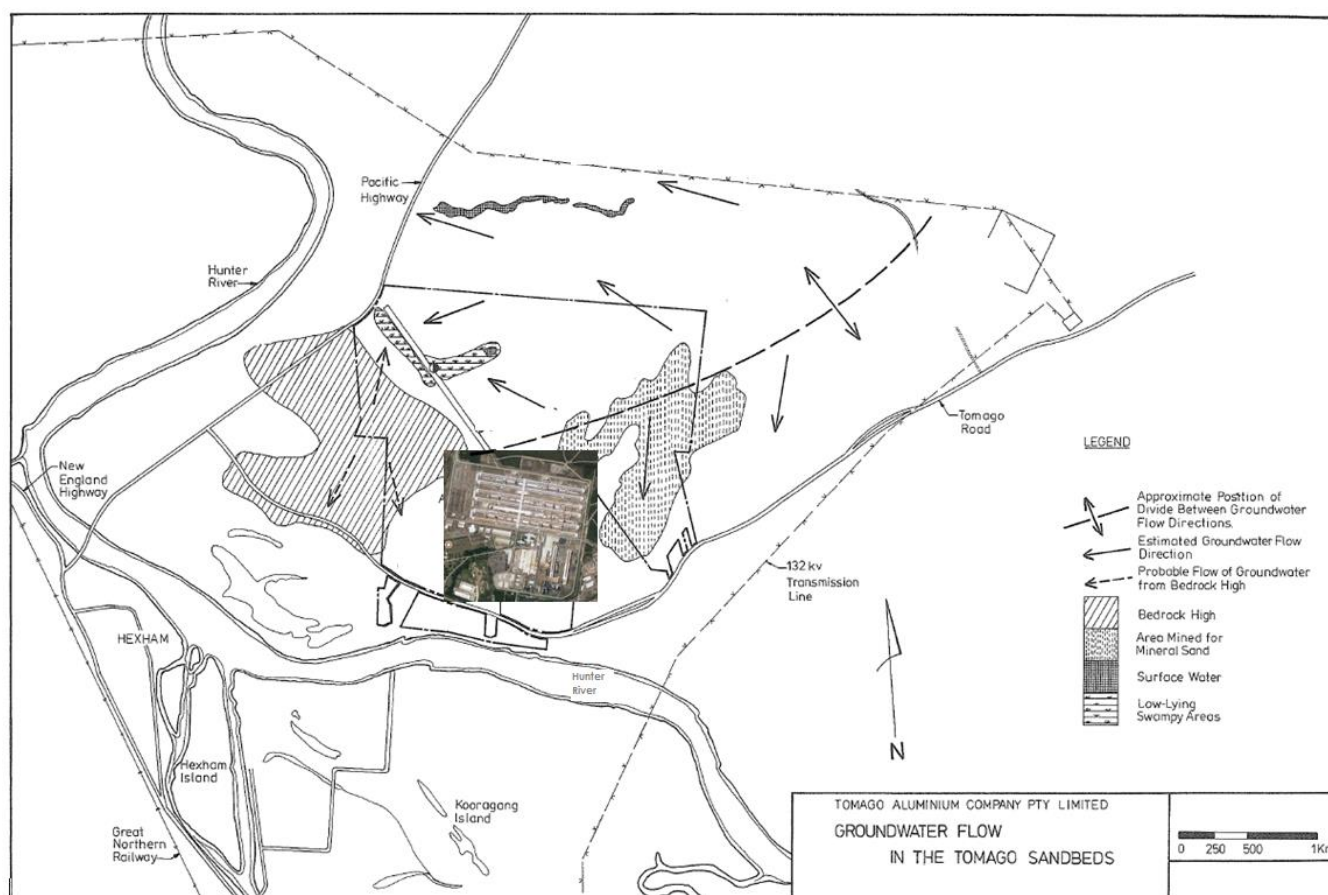 Pacific
Highway
Hunter
River
New
England
Highway
Tomago
Road
132 kv
Transmission
Line
HEXHAM
Hunter
River
Hexham
Island
Kooragang
Island
Great
Northern
Railway
N
LEGEND
Approximate Position of
Divide Between Groundwater
Flow Directions.
Estimated Groundwater Flow
Direction
Probable Flow of Groundwater
from Bedrock High
Bedrock High
Area Mined for
Mineral Sand
Surface Water
Low-Lying
Swampy Areas
TOMAGO ALUMINIUM COMPANY PTY LIMITED
GROUNDWATER FLOW
IN THE TOMAGO SANDBEDS
0 250 500 1Km